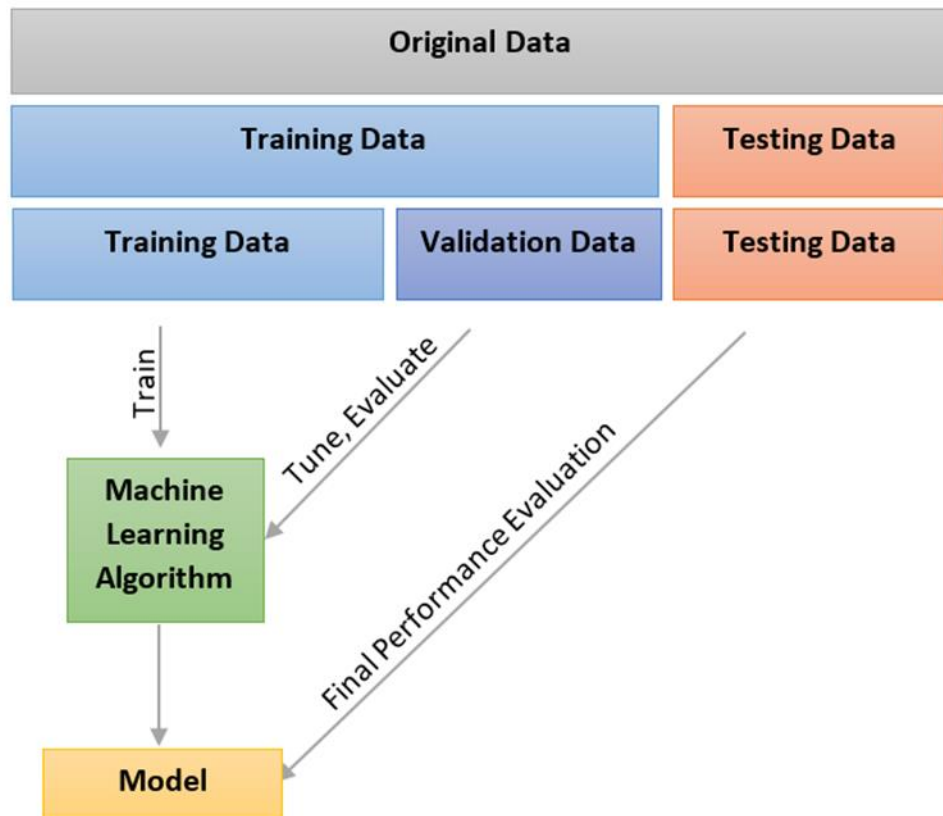 Original Data
Training Data
Testing Data
Training Data
Validation Data
Testing Data
Train
Tune, Evaluate
Final Performance Evaluation
Machine
Learning
Algorithm
Model